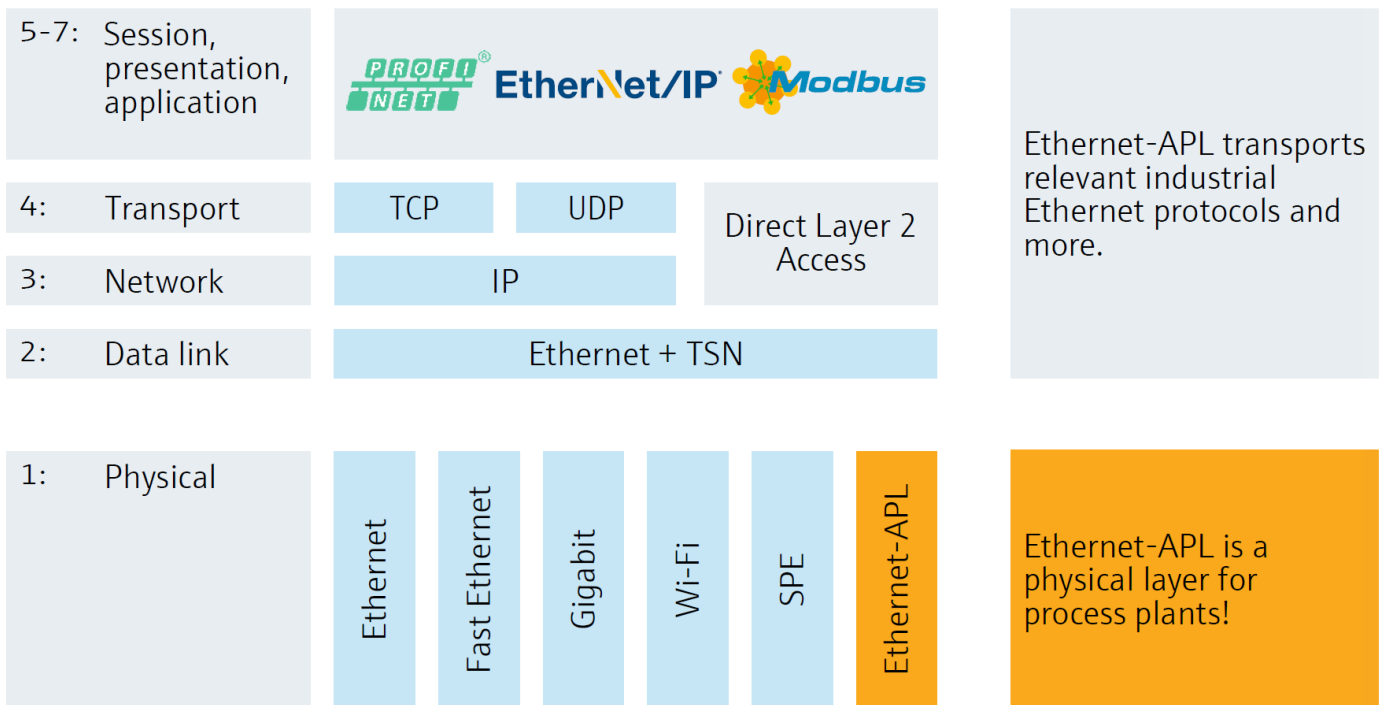 5-7: Session,
presentation,
application
PROFI®
NET
EtherNet/IP
Modbus
Ethernet-APL transports
relevant industrial
Ethernet protocols and
more.
4: Transport
TCP
UDP
Direct Layer 2
Access
3: Network
IP
2: Data link
Ethernet + TSN
1: Physical
Ethernet
Fast Ethernet
Gigabit
Wi-Fi
SPE
Ethernet-APL
Ethernet-APL is a
physical layer for
process plants!